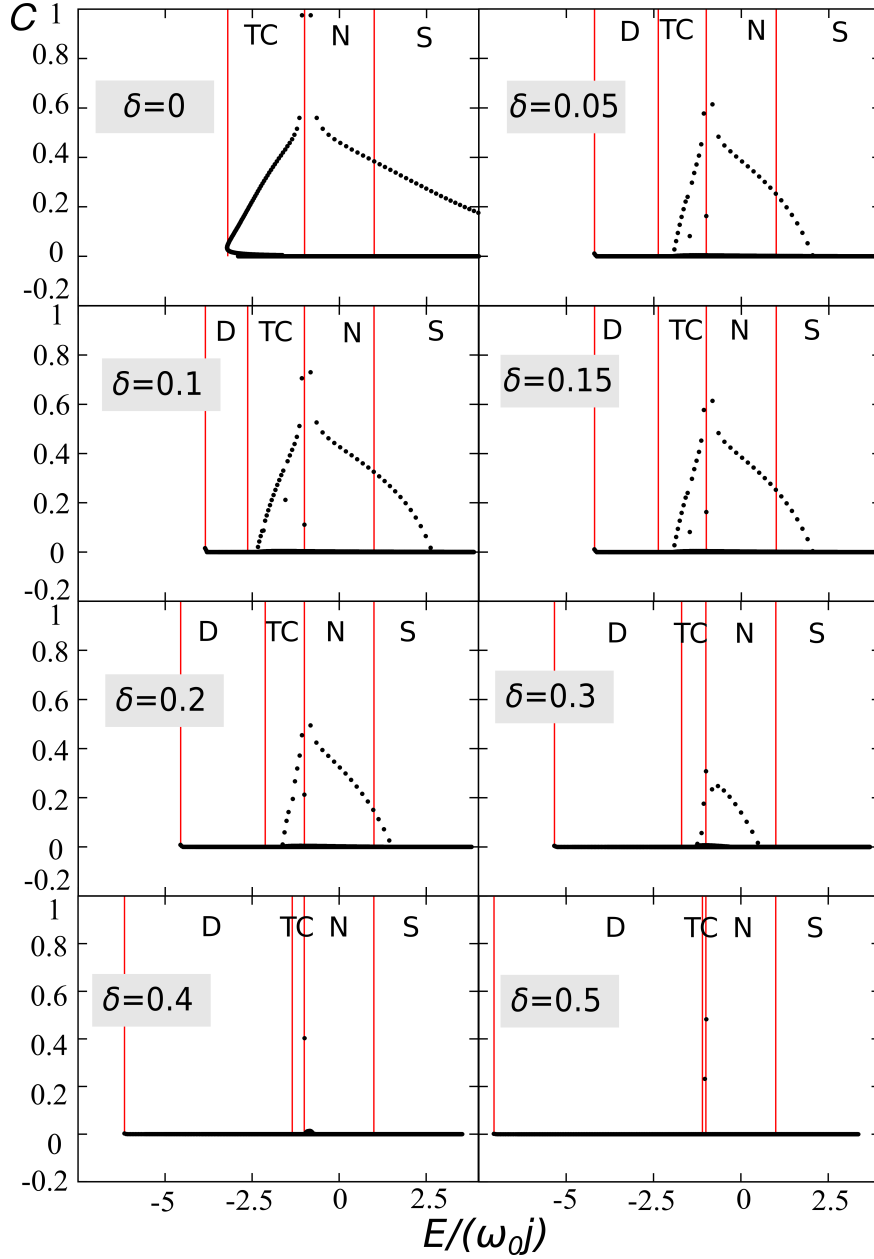 C
1
0.8
0.6
0.4
0.2
0
-0.2
TC N S
δ=0
D TC N S
δ=0.05
0.8
0.6
0.4
0.2
0
-0.2
D TC N S
δ=0.1
D TC N S
δ=0.15
1
0.8
0.6
0.4
0.2
0
-0.2
D TC N S
δ=0.2
D TC N S
δ=0.3
1
0.8
0.6
0.4
0.2
0
-0.2
D TC N S
δ=0.4
D TC N S
δ=0.5
-5 -2.5 0 2.5 -5 -2.5 0 2.5
E/(ω₀j)